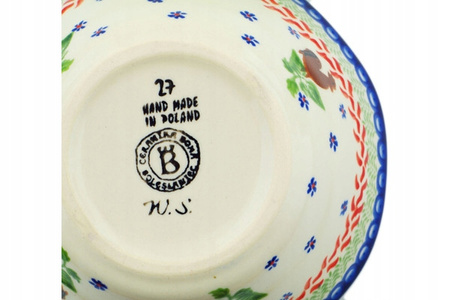 27
HAND MADE
IN POLAND
CERAMIKA BONA
B
BOLESŁAWIEC
W.S.